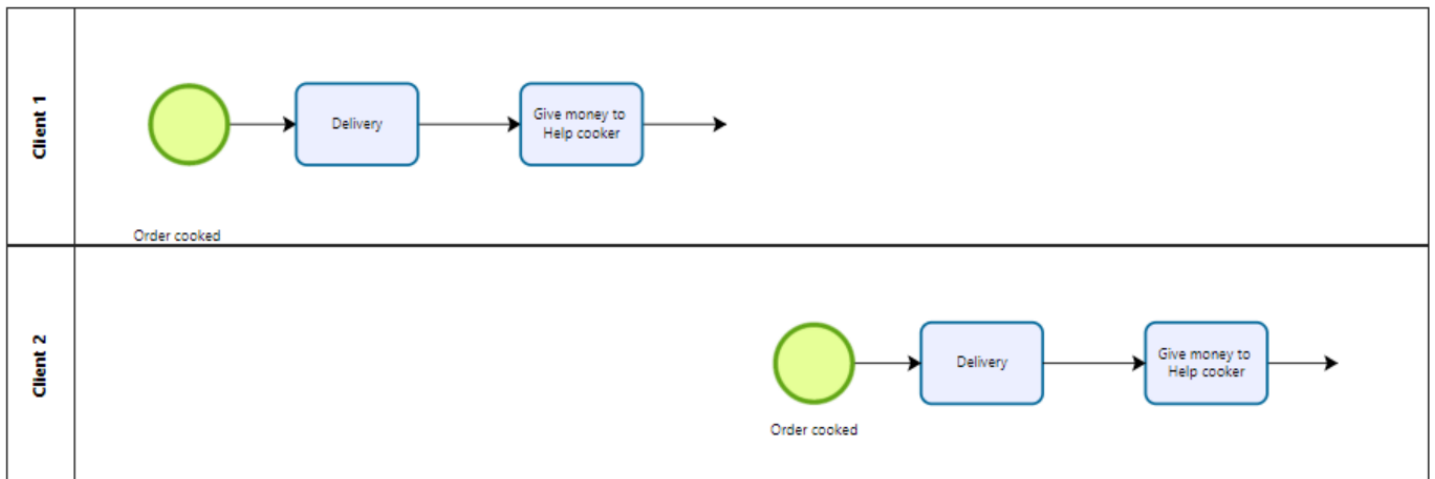 Client 1
Delivery
Give money to
Help cooker
Order cooked
Client 2
Delivery
Give money to
Help cooker
Order cooked